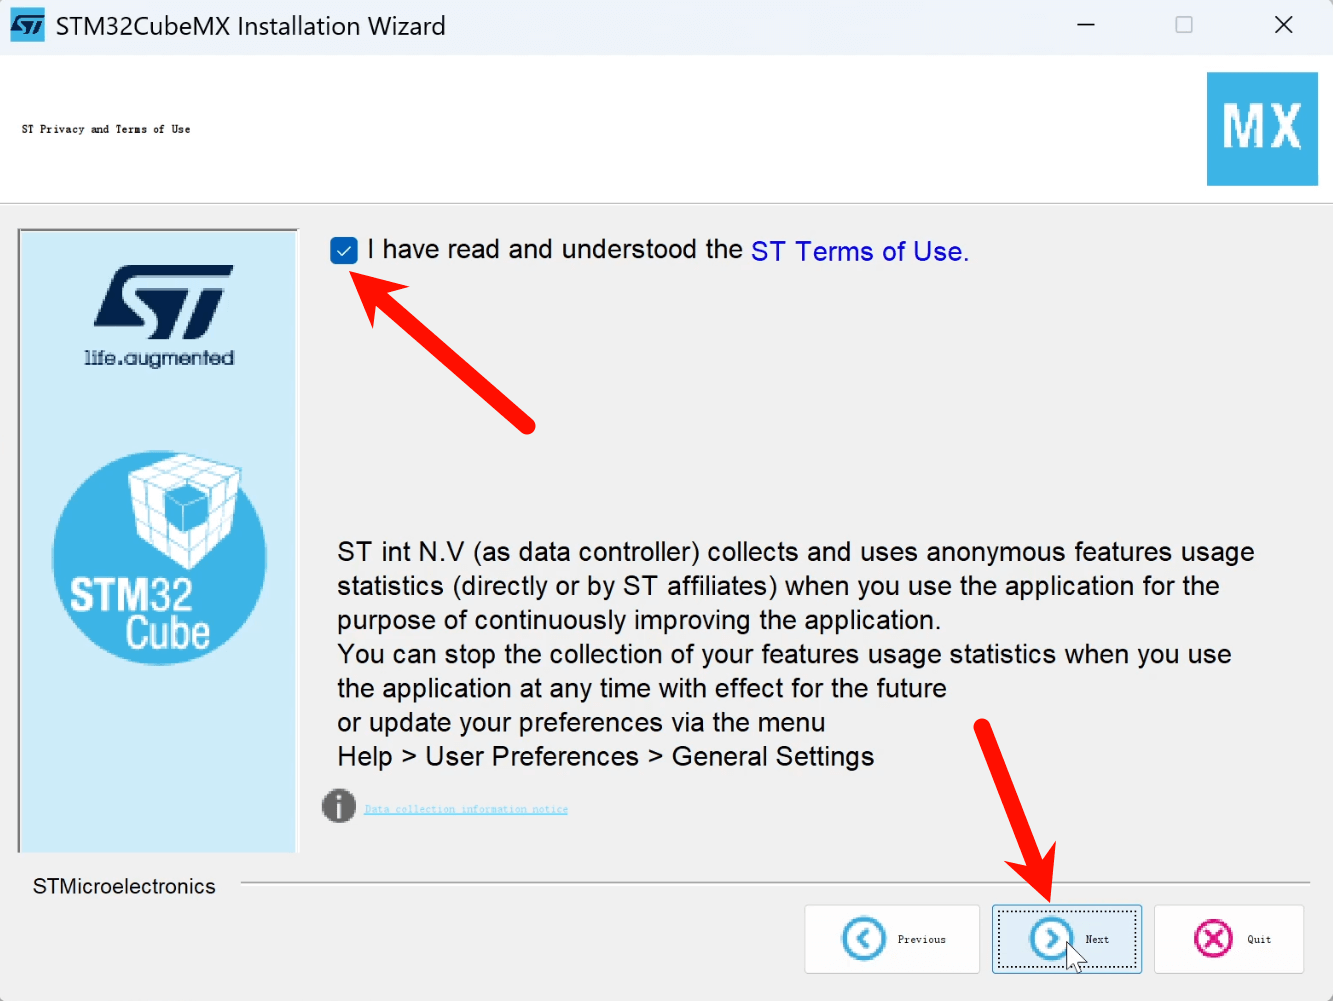 STM32CubeMX Installation Wizard
ST Privacy and Terms of Use
MX
I have read and understood the ST Terms of Use.
ST
life.augmented
STM32
Cube
ST int N.V (as data controller) collects and uses anonymous features usage
statistics (directly or by ST affiliates) when you use the application for the
purpose of continuously improving the application.
You can stop the collection of your features usage statistics when you use
the application at any time with effect for the future
or update your preferences via the menu
Help > User Preferences > General Settings
Data collection information notice
STMicroelectronics
Previous
Next
Quit